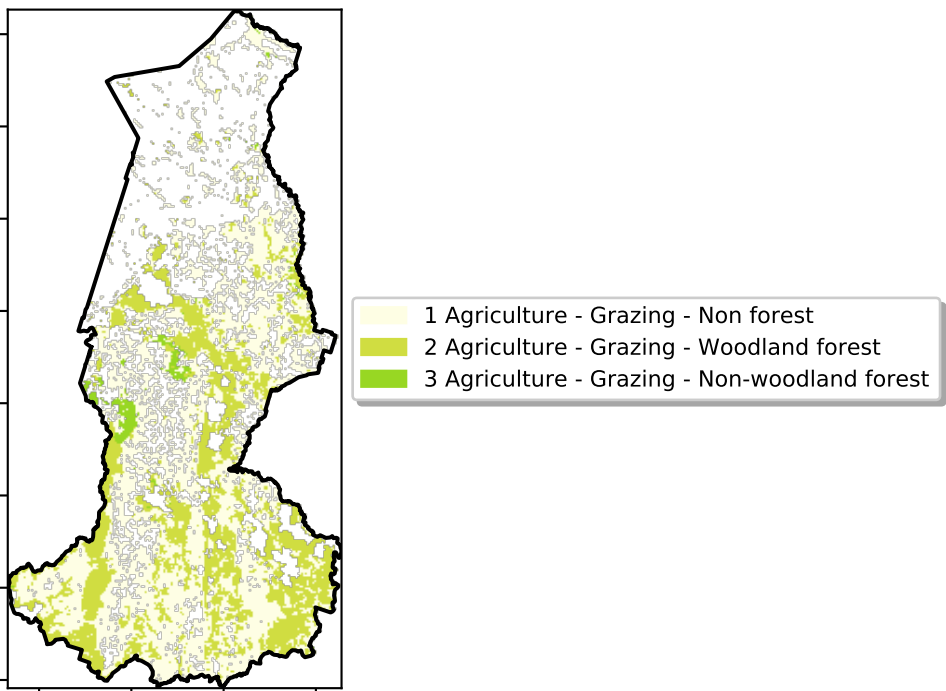 1 Agriculture - Grazing - Non forest
2 Agriculture - Grazing - Woodland forest
3 Agriculture - Grazing - Non-woodland forest